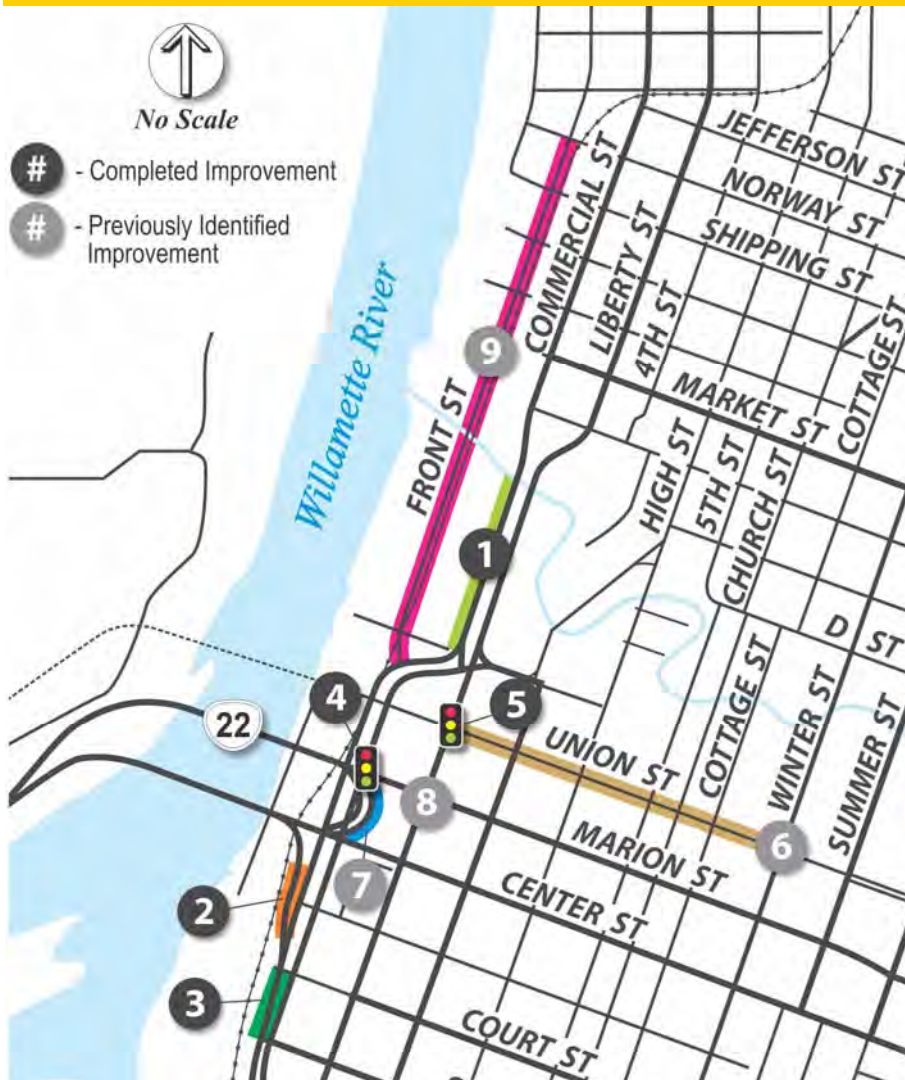 No Scale
# - Completed Improvement
# - Previously Identified
Improvement
Willamette River
JEFFERSON ST
NORWAY ST
SHIPPING ST
COMMERCIAL ST
LIBERTY ST
4TH ST
COTTAGE ST
MARKET ST
9
FRONT ST
HIGH ST
5TH ST
CHURCH ST
1
D ST
COTTAGE ST
WINTER ST
SUMMER ST
4
5
22
UNION ST
8
6
MARION ST
7
CENTER ST
2
3
COURT ST